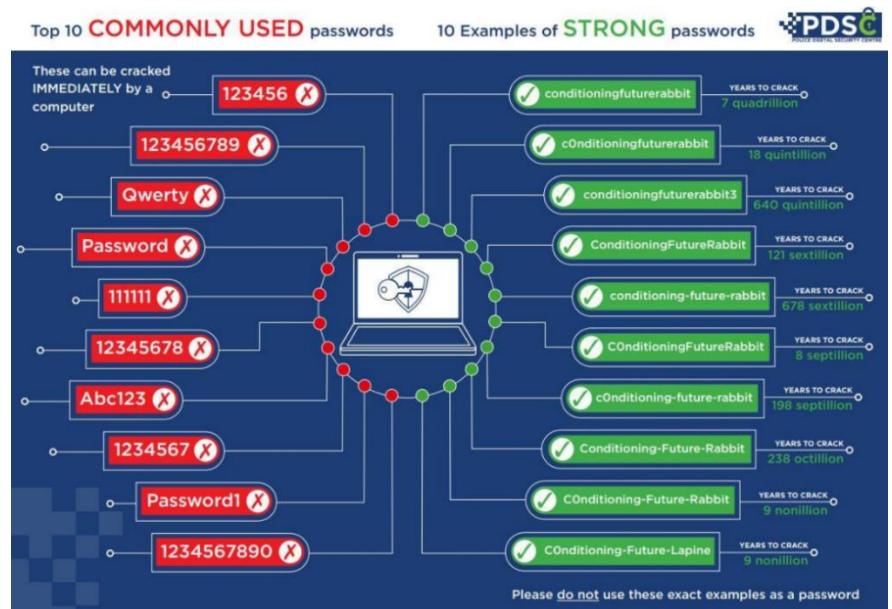 Top 10 COMMONLY USED passwords
10 Examples of STRONG passwords
PDSC
POLICE DIGITAL SECURITY CENTRE
These can be cracked
IMMEDIATELY by a
computer
123456
123456789
Qwerty
Password
111111
12345678
Abc123
1234567
Password1
1234567890
conditioningfuturerabbit
YEARS TO CRACK
7 quadrillion
c0nditioningfuturerabbit
YEARS TO CRACK
18 quintillion
conditioningfuturerabbit3
YEARS TO CRACK
640 quintillion
ConditioningFutureRabbit
YEARS TO CRACK
121 sextillion
conditioning-future-rabbit
YEARS TO CRACK
678 sextillion
C0nditioningFutureRabbit
YEARS TO CRACK
8 septillion
c0nditioning-future-rabbit
YEARS TO CRACK
198 septillion
Conditioning-Future-Rabbit
YEARS TO CRACK
238 octillion
C0nditioning-Future-Rabbit
YEARS TO CRACK
9 nonillion
C0nditioning-Future-Lapine
YEARS TO CRACK
9 nonillion
Please do not use these exact examples as a password